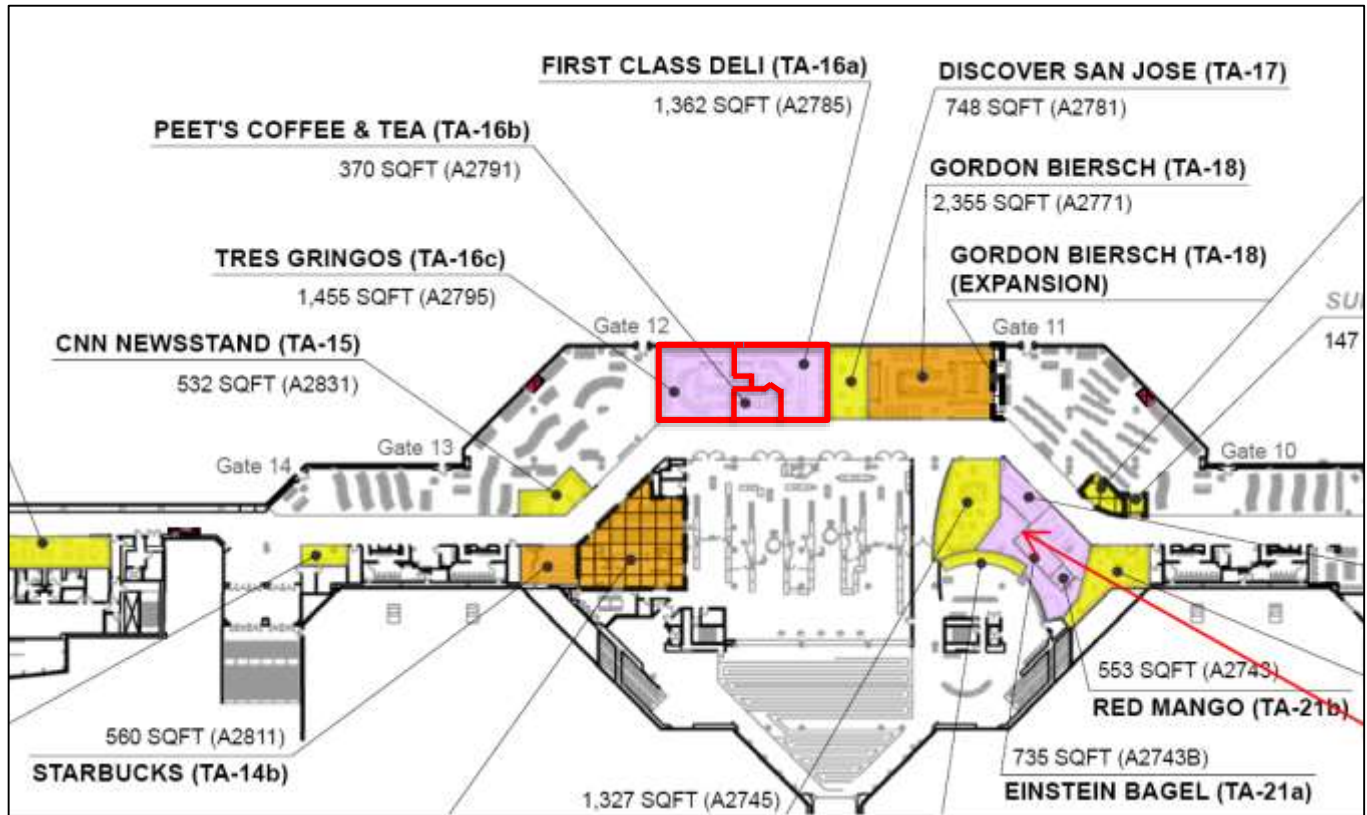 FIRST CLASS DELI (TA-16a)
1,362 SQFT (A2785)
DISCOVER SAN JOSE (TA-17)
748 SQFT (A2781)
PEET'S COFFEE & TEA (TA-16b)
370 SQFT (A2791)
GORDON BIERSCH (TA-18)
2,355 SQFT (A2771)
TRES GRINGOS (TA-16c)
1,455 SQFT (A2795)
GORDON BIERSCH (TA-18)
(EXPANSION)
SU
147
Gate 12
Gate 11
CNN NEWSSTAND (TA-15)
532 SQFT (A2831)
Gate 13
Gate 14
Gate 10
553 SQFT (A2743)
RED MANGO (TA-21b)
560 SQFT (A2811)
STARBUCKS (TA-14b)
735 SQFT (A2743B)
EINSTEIN BAGEL (TA-21a)
1,327 SQFT (A2745)